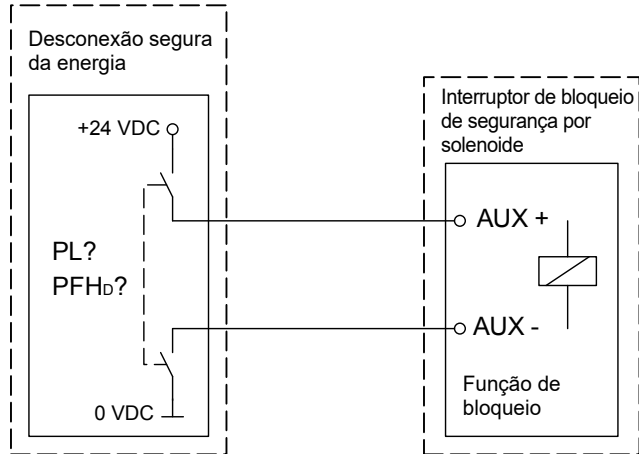 Desconexão segura
da energia
+24 VDC
PL?
PFHD?
0 VDC
Interruptor de bloqueio
de segurança por
solenoide
AUX +
AUX -
Função de
bloqueio